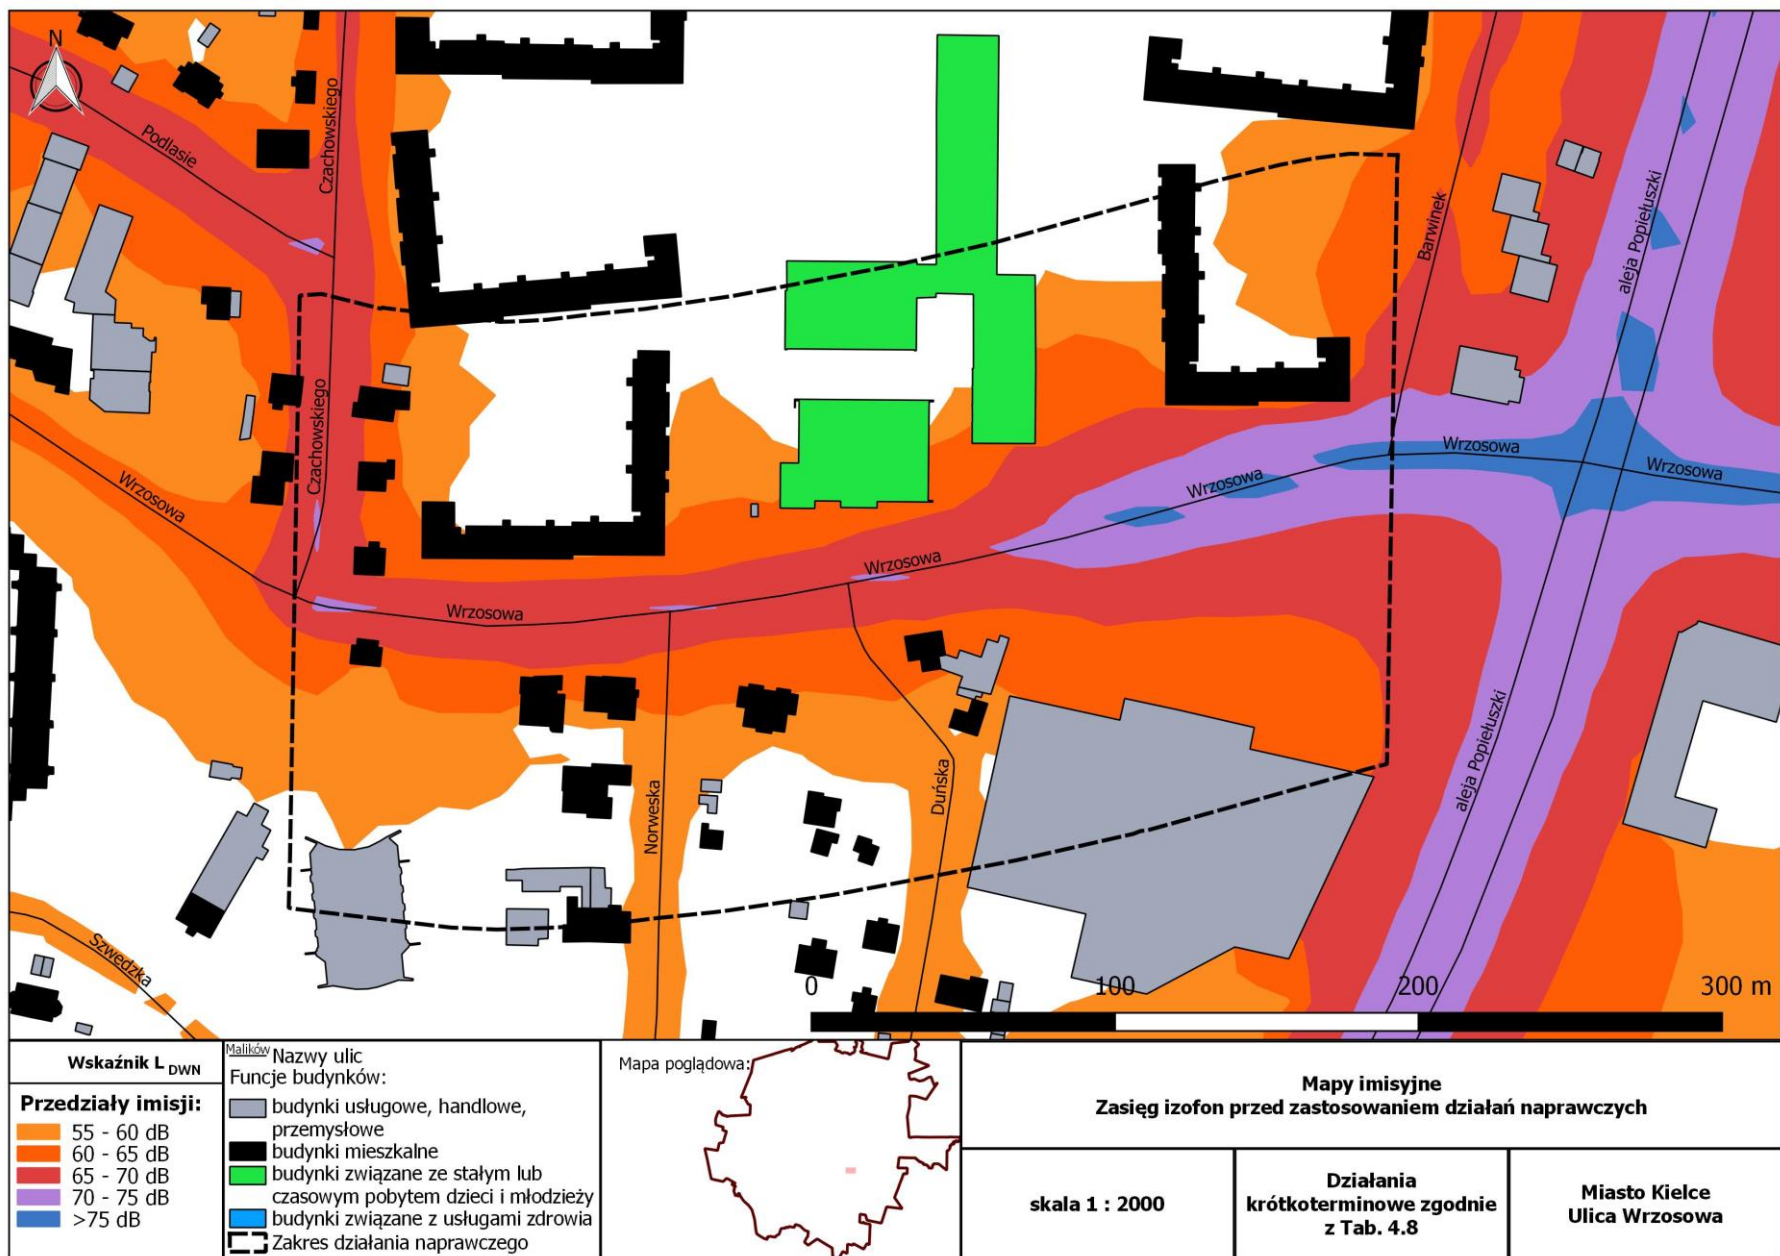 N
Podlasie
Czachowskiego
Czachowskiego
Wrzosowa
Wrzosowa
Wrzosowa
Wrzosowa
Wrzosowa
Wrzosowa
Barwinek
aleja Popiełuszki
aleja Popiełuszki
Norweska
Duńska
Szwedzka
0 100 200 300 m
Wskaźnik L DWN
Przedziały imisji:
55 - 60 dB
60 - 65 dB
65 - 70 dB
70 - 75 dB
>75 dB
Malików Nazwy ulic
Funcje budynków:
budynki usługowe, handlowe,
przemysłowe
budynki mieszkalne
budynki związane ze stałym lub
czasowym pobytem dzieci i młodzieży
budynki związane z usługami zdrowia
Zakres działania naprawczego
Mapa poglądowa:
Mapy imisyjne
Zasięg izofon przed zastosowaniem działań naprawczych
skala 1 : 2000
Działania
krótkoterminowe zgodnie
z Tab. 4.8
Miasto Kielce
Ulica Wrzosowa